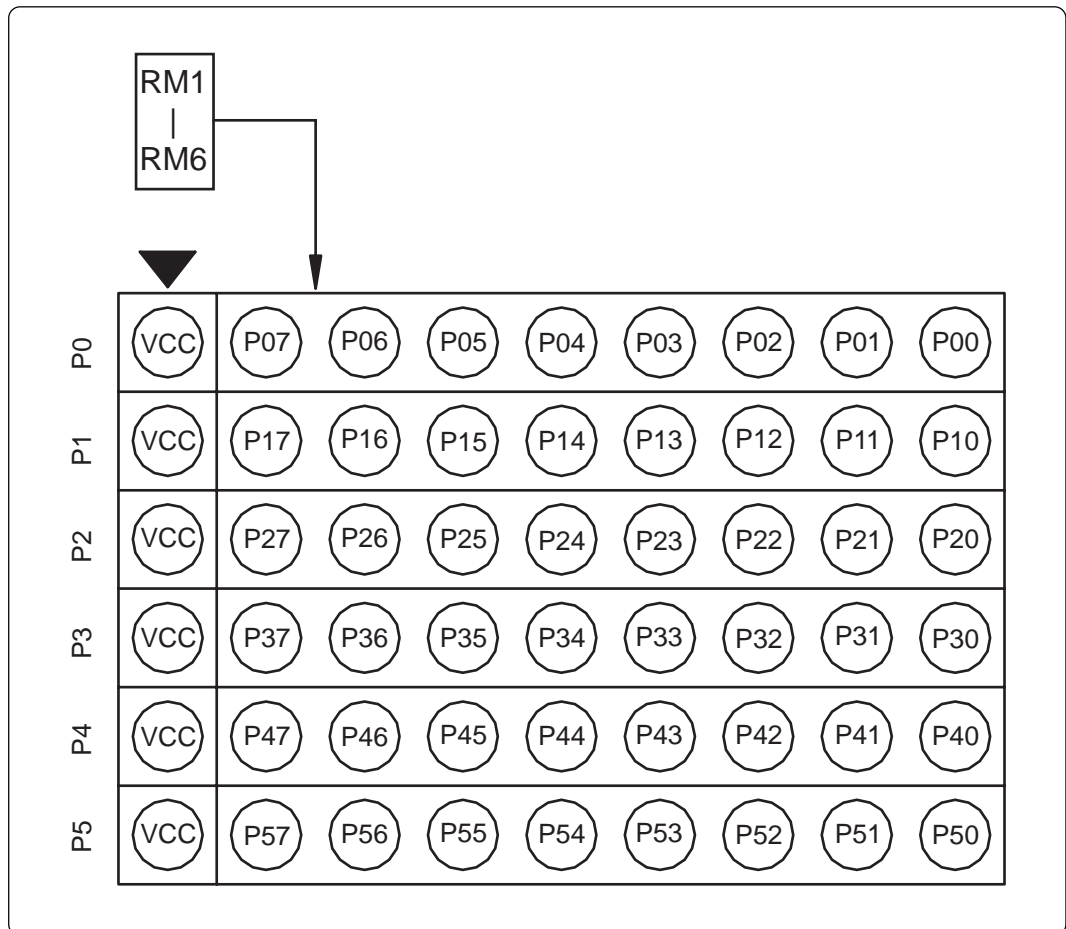 RM1
|
RM6
P0 VCC P07 P06 P05 P04 P03 P02 P01 P00
P1 VCC P17 P16 P15 P14 P13 P12 P11 P10
P2 VCC P27 P26 P25 P24 P23 P22 P21 P20
P3 VCC P37 P36 P35 P34 P33 P32 P31 P30
P4 VCC P47 P46 P45 P44 P43 P42 P41 P40
P5 VCC P57 P56 P55 P54 P53 P52 P51 P50